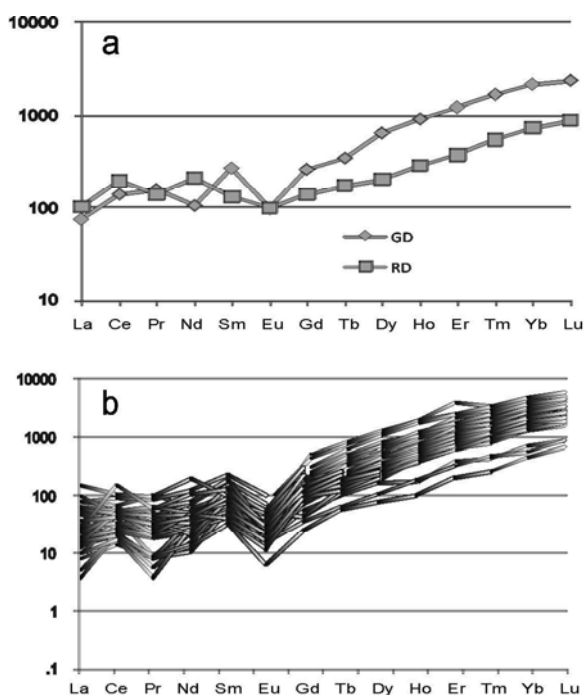 a
10000
1000
100
10
GD
RD
La Ce Pr Nd Sm Eu Gd Tb Dy Ho Er Tm Yb Lu
b
10000
1000
100
10
1
.1
La Ce Pr Nd Sm Eu Gd Tb Dy Ho Er Tm Yb Lu